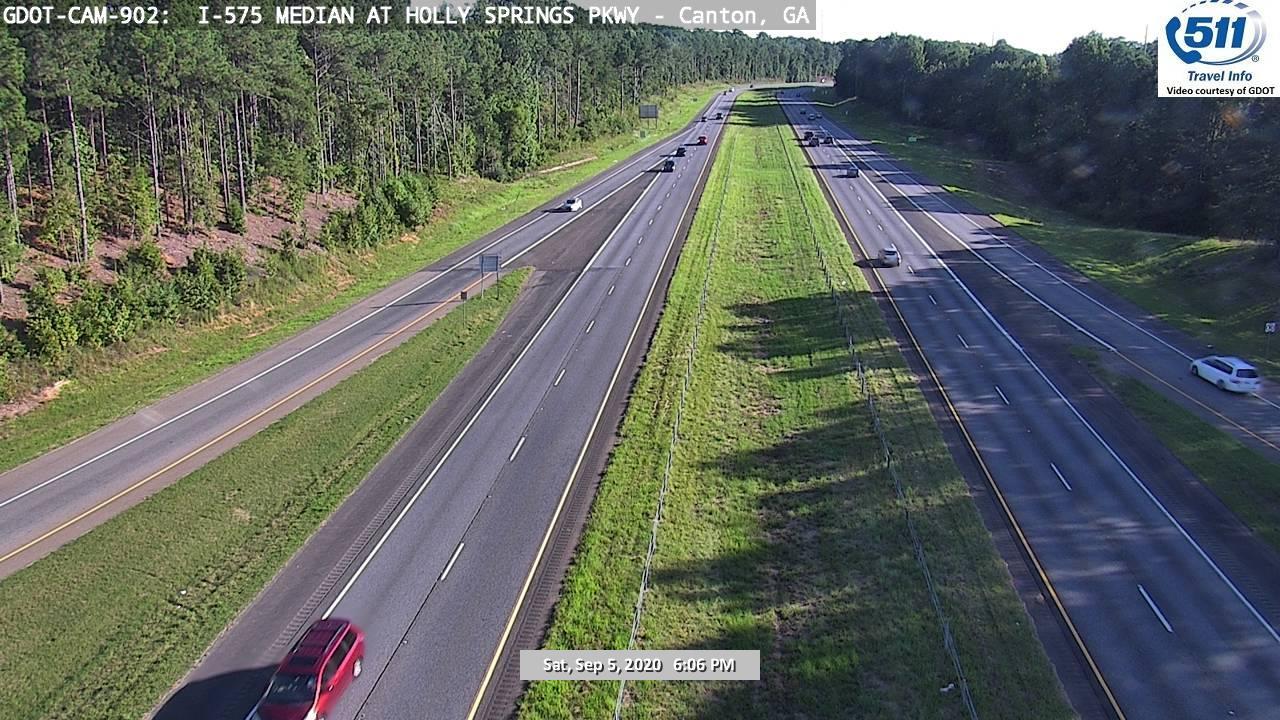 GDOT-CAM-902: I-575 MEDIAN AT HOLLY SPRINGS PKWY - Canton, GA
511
®
Travel Info
Video courtesy of GDOT
Sat, Sep 5, 2020 6:06 PM